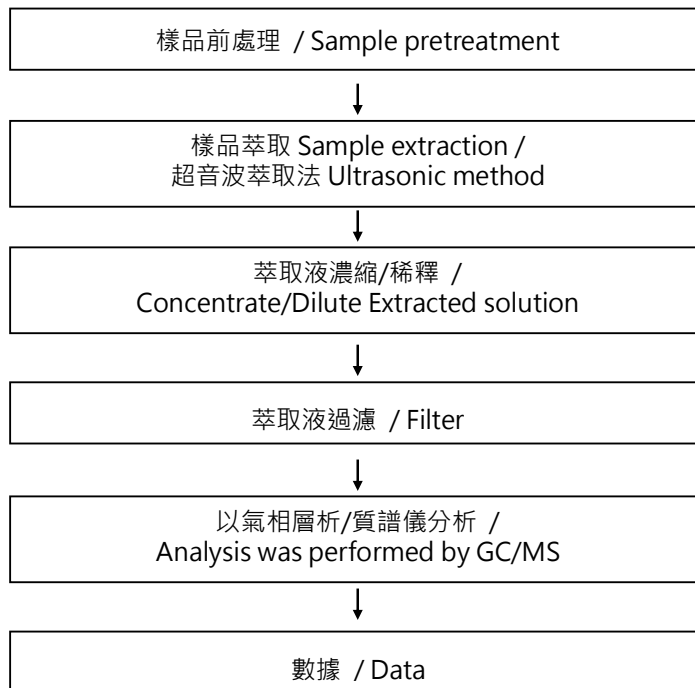 樣品前處理 / Sample pretreatment
樣品萃取 Sample extraction /
超音波萃取法 Ultrasonic method
萃取液濃縮/稀釋 /
Concentrate/Dilute Extracted solution
萃取液過濾 / Filter
以氣相層析/質譜儀分析 /
Analysis was performed by GC/MS
數據 / Data